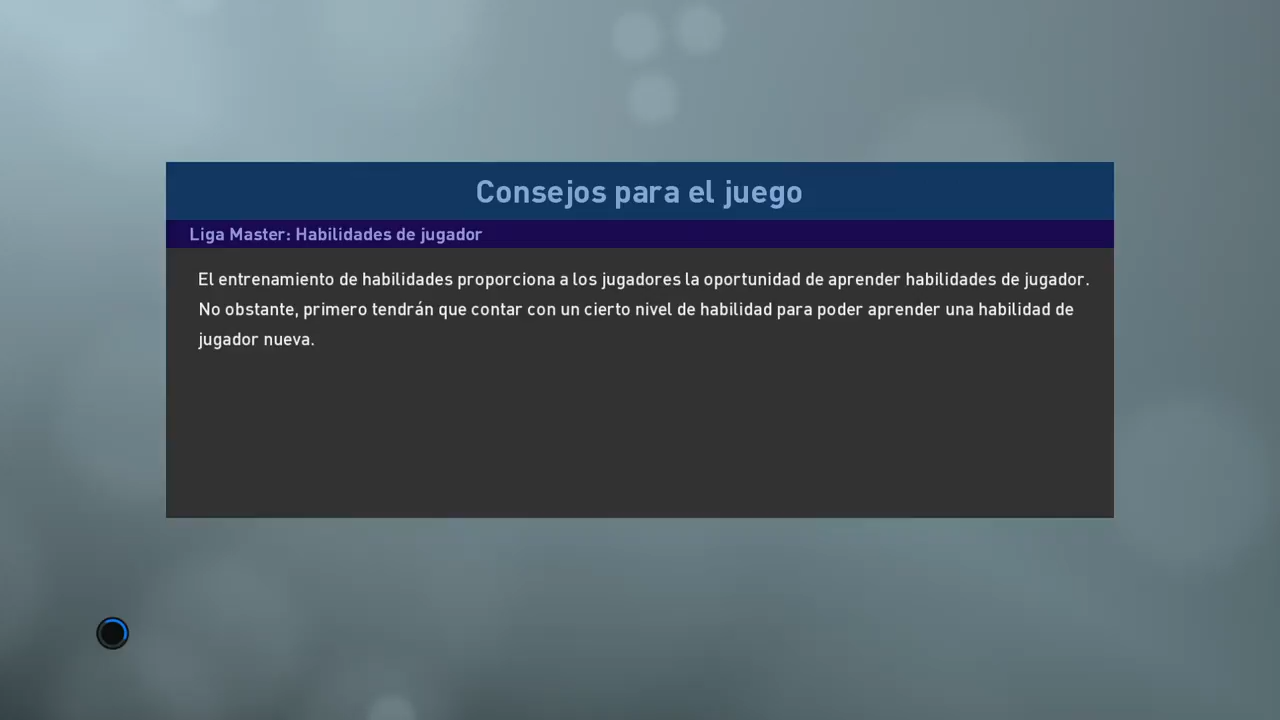 Consejos para el juego
Liga Master: Habilidades de jugador
El entrenamiento de habilidades proporciona a los jugadores la oportunidad de aprender habilidades de jugador.
No obstante, primero tendrán que contar con un cierto nivel de habilidad para poder aprender una habilidad de
jugador nueva.